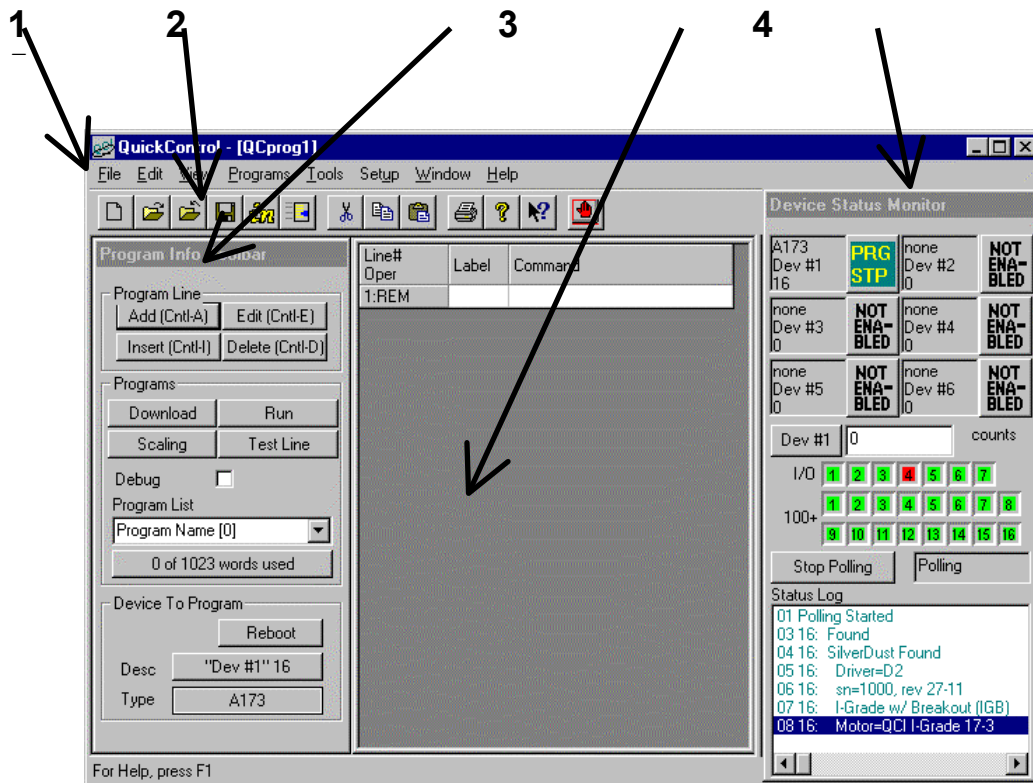 1 2 3 4
QuickControl - [QCprog1]
File Edit View Programs Tools Setup Window Help
Program Info Toolbar
Program Line
Add (Cntl-A) Edit (Cntl-E)
Insert (Cntl-I) Delete (Cntl-D)
Programs
Download Run
Scaling Test Line
Debug
Program List
Program Name [0]
0 of 1023 words used
Device To Program
Reboot
Desc "Dev #1" 16
Type A173
Line# Oper Label Command
1:REM
Device Status Monitor
A173 Dev #1 16 PRG STP none Dev #2 0 NOT ENA- BLED
none Dev #3 0 NOT ENA- BLED none Dev #4 0 NOT ENA- BLED
none Dev #5 0 NOT ENA- BLED none Dev #6 0 NOT ENA- BLED
Dev #1 0 counts
I/O 1 2 3 4 5 6 7
100+ 1 2 3 4 5 6 7 8
9 10 11 12 13 14 15 16
Stop Polling Polling
Status Log
01 Polling Started
03 16: Found
04 16: SilverDust Found
05 16: Driver=D2
06 16: sn=1000, rev 27-11
07 16: I-Grade w/ Breakout (IGB)
08 16: Motor=QCI I-Grade 17-3
For Help, press F1